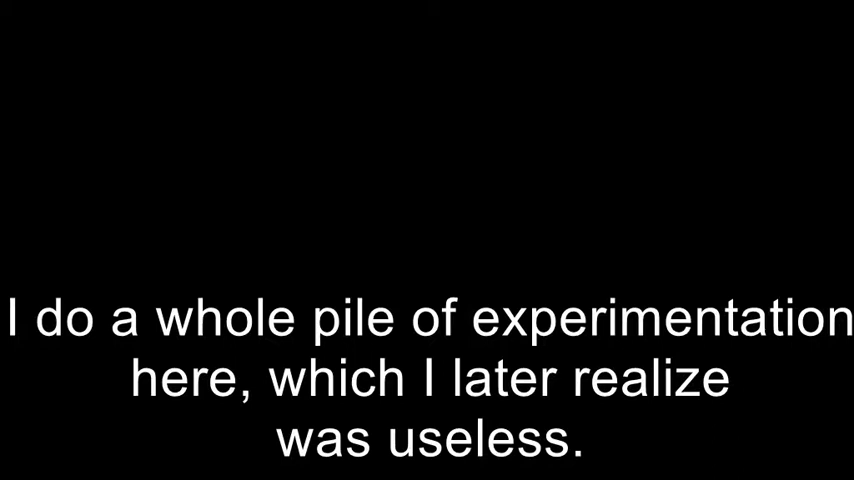 I do a whole pile of experimentation
here, which I later realize
was useless.